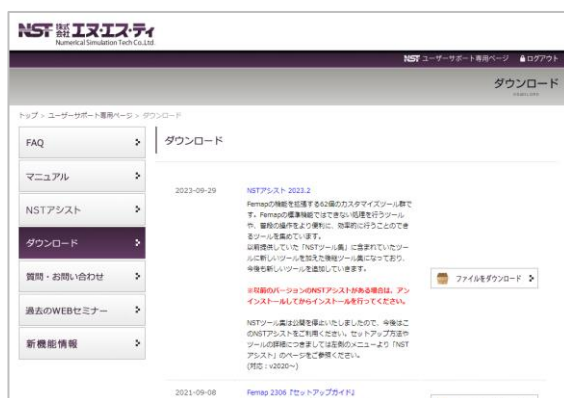 NST 株式会社 エヌ・エス・ティ
Numerical Simulation Tech Co.,Ltd.
NST ユーザーサポート専用ページ ログアウト
ダウンロード
トップ > ユーザーサポート専用ページ > ダウンロード
FAQ
マニュアル
NSTアシスト
ダウンロード
質問・お問い合わせ
過去のWEBセミナー
新機能情報
ダウンロード
2023-09-29
NSTアシスト 2023.2
Femapの機能を拡張する62個のカスタマイズツール群で
す。Femapの標準機能ではできない処理を行うツール
や、普段の操作をより便利に、効率的に行うことのでき
るツールを集めています。
以前提供していた「NSTツール集」に含まれていたツー
ルに新しいツールを加えた後継ツール集になっており、
今後も新しいツールを追加していきます。
※以前のバージョンのNSTアシストがある場合は、アン
インストールしてからインストールを行ってください。
NSTツール集は公開を停止いたしましたので、今後はこ
のNSTアシストをご利用ください。セットアップ方法や
ツールの詳細につきましては左側のメニューより「NST
アシスト」のページをご参照ください。
(対応：v2020～)
ファイルをダウンロード
2021-09-08
Femap 2306『セットアップガイド』